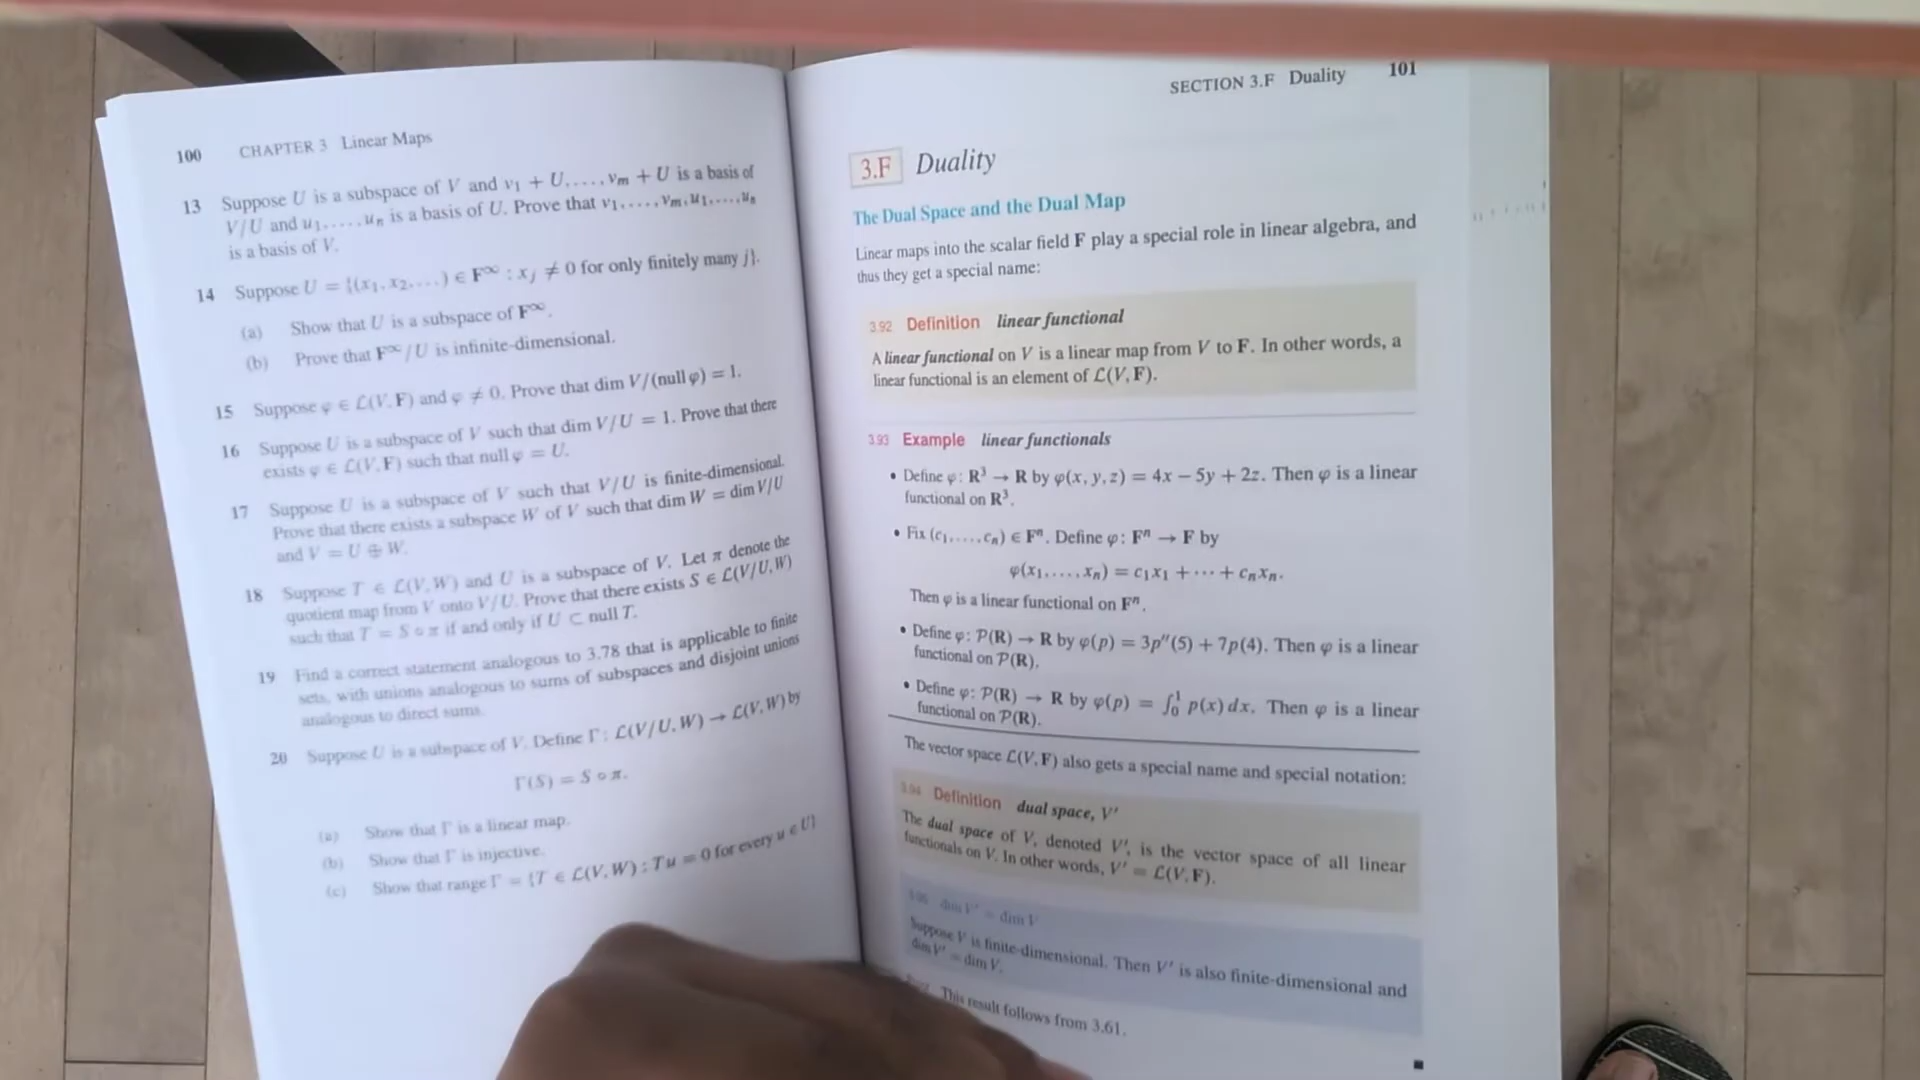 100 CHAPTER 3 Linear Maps
13 Suppose U is a subspace of V and v₁ + U, . . . , vₘ + U is a basis of
V/U and u₁, . . . , uₙ is a basis of U. Prove that v₁, . . . , vₘ, u₁, . . . , uₙ
is a basis of V.
14 Suppose U = {(x₁, x₂, . . .) ∈ F^∞ : xⱼ ≠ 0 for only finitely many j}.
(a) Show that U is a subspace of F^∞.
(b) Prove that F^∞/U is infinite-dimensional.
15 Suppose φ ∈ ℒ(V, F) and φ ≠ 0. Prove that dim V/(null φ) = 1.
16 Suppose U is a subspace of V such that dim V/U = 1. Prove that there
exists φ ∈ ℒ(V, F) such that null φ = U.
17 Suppose U is a subspace of V such that V/U is finite-dimensional.
Prove that there exists a subspace W of V such that dim W = dim V/U
and V = U ⊕ W.
18 Suppose T ∈ ℒ(V, W) and U is a subspace of V. Let π denote the
quotient map from V onto V/U. Prove that there exists S ∈ ℒ(V/U, W)
such that T = S ∘ π if and only if U ⊂ null T.
19 Find a correct statement analogous to 3.78 that is applicable to finite
sets, with unions analogous to sums of subspaces and disjoint unions
analogous to direct sums.
20 Suppose U is a subspace of V. Define Γ : ℒ(V/U, W) → ℒ(V, W) by
Γ(S) = S ∘ π.
(a) Show that Γ is a linear map.
(b) Show that Γ is injective.
(c) Show that range Γ = {T ∈ ℒ(V, W) : Tu = 0 for every u ∈ U}
SECTION 3.F Duality 101
3.F Duality
The Dual Space and the Dual Map
Linear maps into the scalar field F play a special role in linear algebra, and
thus they get a special name:
3.92 Definition linear functional
A linear functional on V is a linear map from V to F. In other words, a
linear functional is an element of ℒ(V, F).
3.93 Example linear functionals
• Define φ: R³ → R by φ(x, y, z) = 4x − 5y + 2z. Then φ is a linear
functional on R³.
• Fix (c₁, . . . , cₙ) ∈ Fⁿ. Define φ: Fⁿ → F by
φ(x₁, . . . , xₙ) = c₁x₁ + ··· + cₙxₙ.
Then φ is a linear functional on Fⁿ.
• Define φ: 𝒫(R) → R by φ(p) = 3p″(5) + 7p(4). Then φ is a linear
functional on 𝒫(R).
• Define φ: 𝒫(R) → R by φ(p) = ∫₀¹ p(x) dx. Then φ is a linear
functional on 𝒫(R).
The vector space ℒ(V, F) also gets a special name and special notation:
3.94 Definition dual space, V′
The dual space of V, denoted V′, is the vector space of all linear
functionals on V. In other words, V′ = ℒ(V, F).
3.95 dim V′ = dim V
Suppose V is finite-dimensional. Then V′ is also finite-dimensional and
dim V′ = dim V.
This result follows from 3.61.